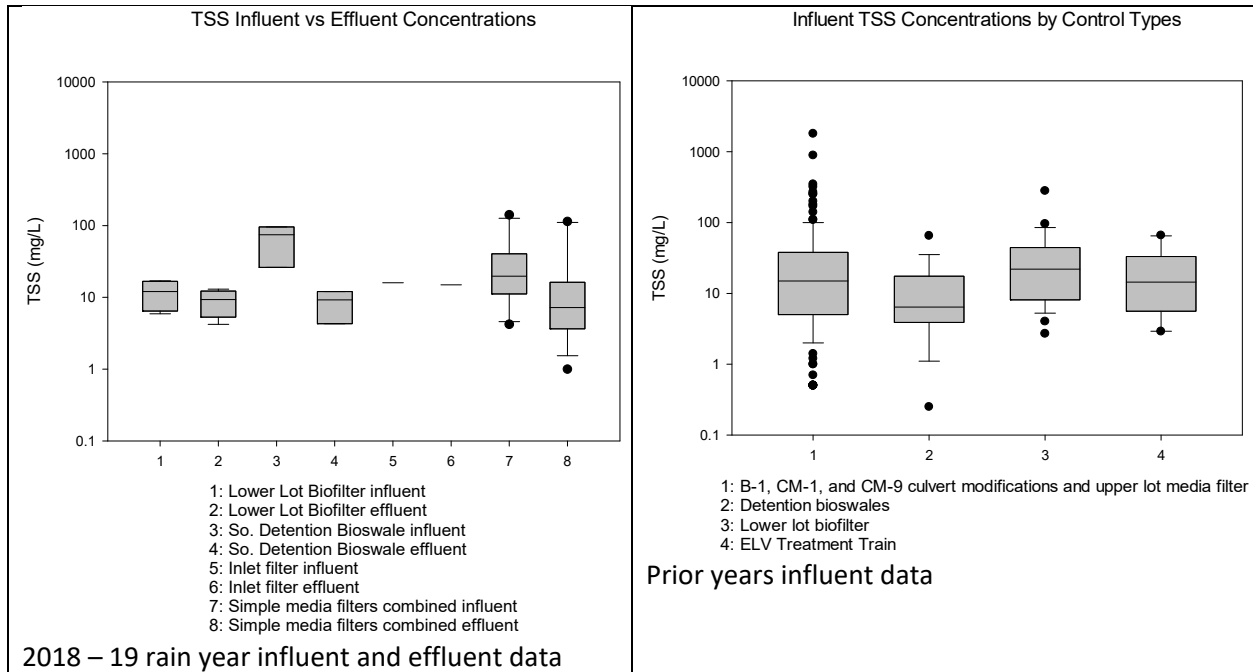 TSS Influent vs Effluent Concentrations
10000
1000
100
10
1
0.1
TSS (mg/L)
1 2 3 4 5 6 7 8
1: Lower Lot Biofilter influent
2: Lower Lot Biofilter effluent
3: So. Detention Bioswale influent
4: So. Detention Bioswale effluent
5: Inlet filter influent
6: Inlet filter effluent
7: Simple media filters combined influent
8: Simple media filters combined effluent
2018 – 19 rain year influent and effluent data
Influent TSS Concentrations by Control Types
10000
1000
100
10
1
0.1
TSS (mg/L)
1 2 3 4
1: B-1, CM-1, and CM-9 culvert modifications and upper lot media filter
2: Detention bioswales
3: Lower lot biofilter
4: ELV Treatment Train
Prior years influent data